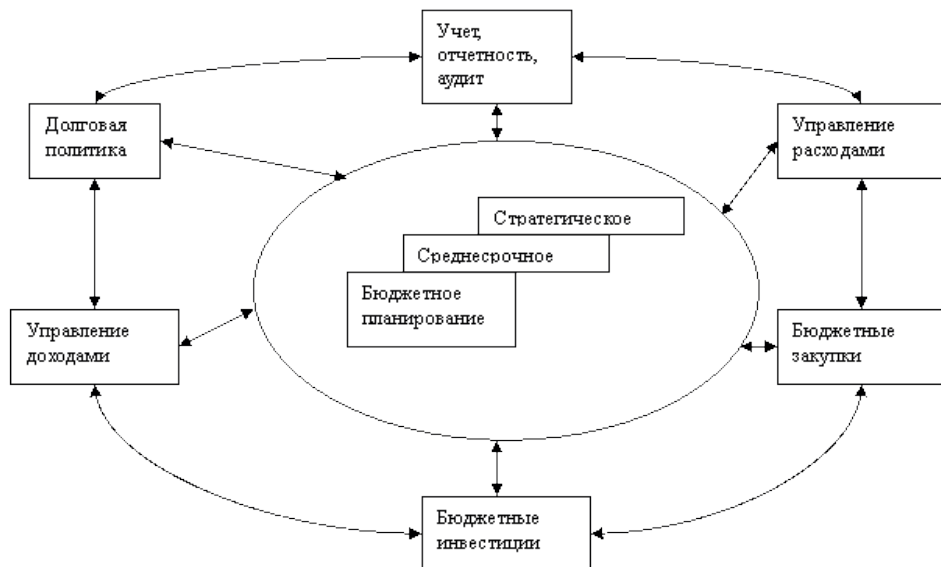 Учет,
отчетность,
аудит
Долговая
политика
Управление
расходами
Стратегическое
Среднесрочное
Бюджетное
планирование
Управление
доходами
Бюджетные
закупки
Бюджетные
инвестиции